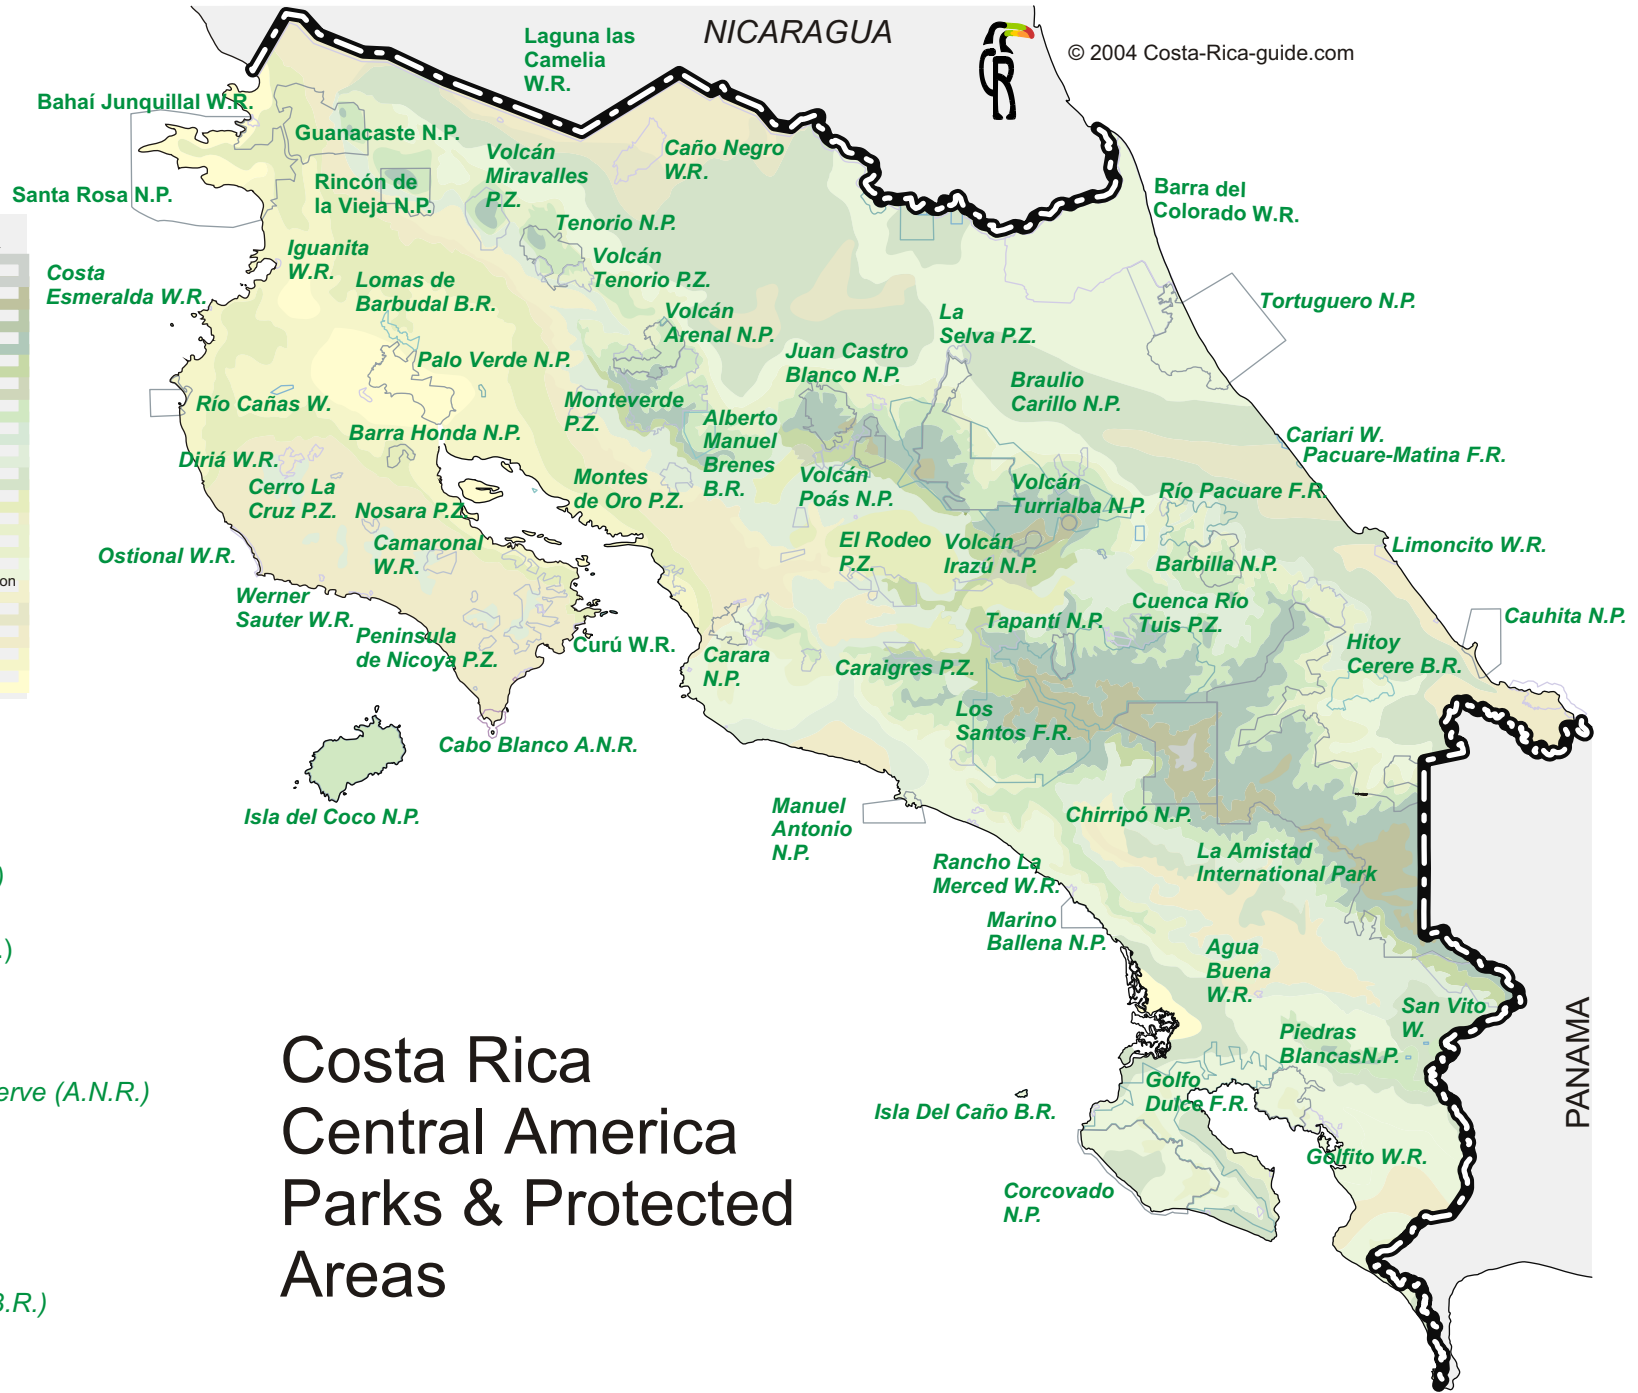 NICARAGUA
© 2004 Costa-Rica-guide.com
Laguna las
Camelia
W.R.
Bahaí Junquillal W.R.
Guanacaste N.P.
Caño Negro
W.R.
Volcán
Miravalles
P.Z.
Santa Rosa N.P.
Rincón de
la Vieja N.P.
Barra del
Colorado W.R.
Tenorio N.P.
Iguanita
W.R.
Volcán
Tenorio P.Z.
Costa
Esmeralda W.R.
Lomas de
Barbudal B.R.
Tortuguero N.P.
Volcán
Arenal N.P.
La
Selva P.Z.
Juan Castro
Blanco N.P.
Palo Verde N.P.
Braulio
Carillo N.P.
Río Cañas W.
Monteverde
P.Z.
Alberto
Manuel
Brenes
B.R.
Barra Honda N.P.
Cariari W.
Pacuare-Matina F.R.
Diriá W.R.
Cerro La
Cruz P.Z.
Nosara P.Z.
Montes
de Oro P.Z.
Volcán
Poás N.P.
Volcán
Turrialba N.P.
Río Pacuare F.R.
Ostional W.R.
Camaronal
W.R.
El Rodeo
P.Z.
Volcán
Irazú N.P.
Limoncito W.R.
Barbilla N.P.
on
Werner
Sauter W.R.
Cuenca Río
Tuis P.Z.
Tapantí N.P.
Cauhita N.P.
Peninsula
de Nicoya P.Z.
Curú W.R.
Carara
N.P.
Caraigres P.Z.
Hitoy
Cerere B.R.
Los
Santos F.R.
Cabo Blanco A.N.R.
Isla del Coco N.P.
Manuel
Antonio
N.P.
Chirripó N.P.
Rancho La
Merced W.R.
La Amistad
International Park
)
Marino
Ballena N.P.
.)
Agua
Buena
W.R.
San Vito
W.
Piedras
BlancasN.P.
PANAMA
erve (A.N.R.)
Golfo
Dulce F.R.
Isla Del Caño B.R.
Golfito W.R.
Corcovado
N.P.
B.R.)
Costa Rica
Central America
Parks & Protected
Areas